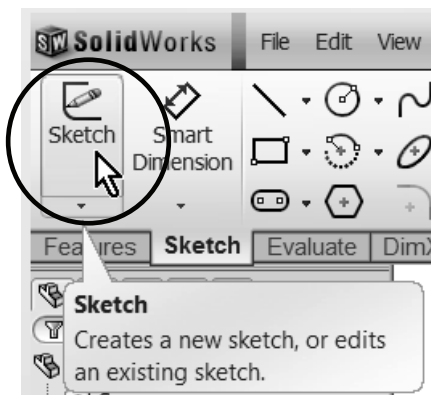 SolidWorks File Edit View
Sketch
Smart
Dimension
Features Sketch Evaluate Dim
Sketch
Creates a new sketch, or edits
an existing sketch.